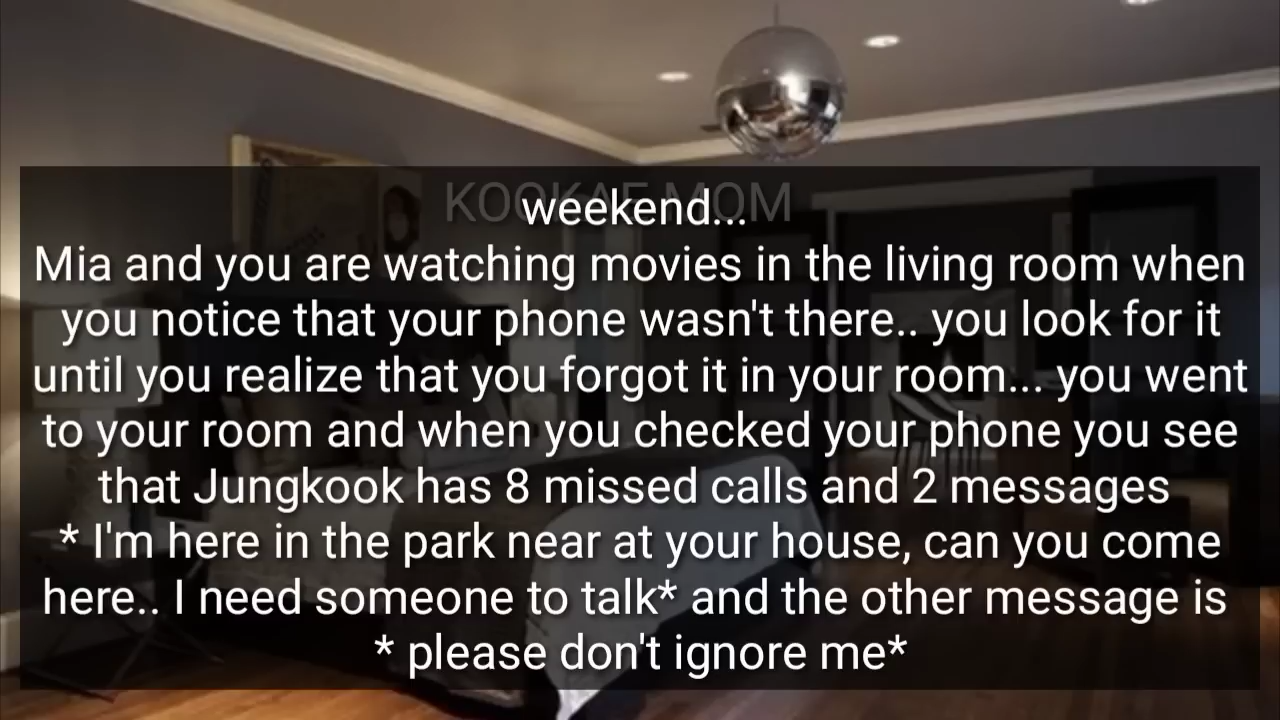 KOOKAE MOM
weekend...
Mia and you are watching movies in the living room when
you notice that your phone wasn't there.. you look for it
until you realize that you forgot it in your room... you went
to your room and when you checked your phone you see
that Jungkook has 8 missed calls and 2 messages
* I'm here in the park near at your house, can you come
here.. I need someone to talk* and the other message is
* please don't ignore me*